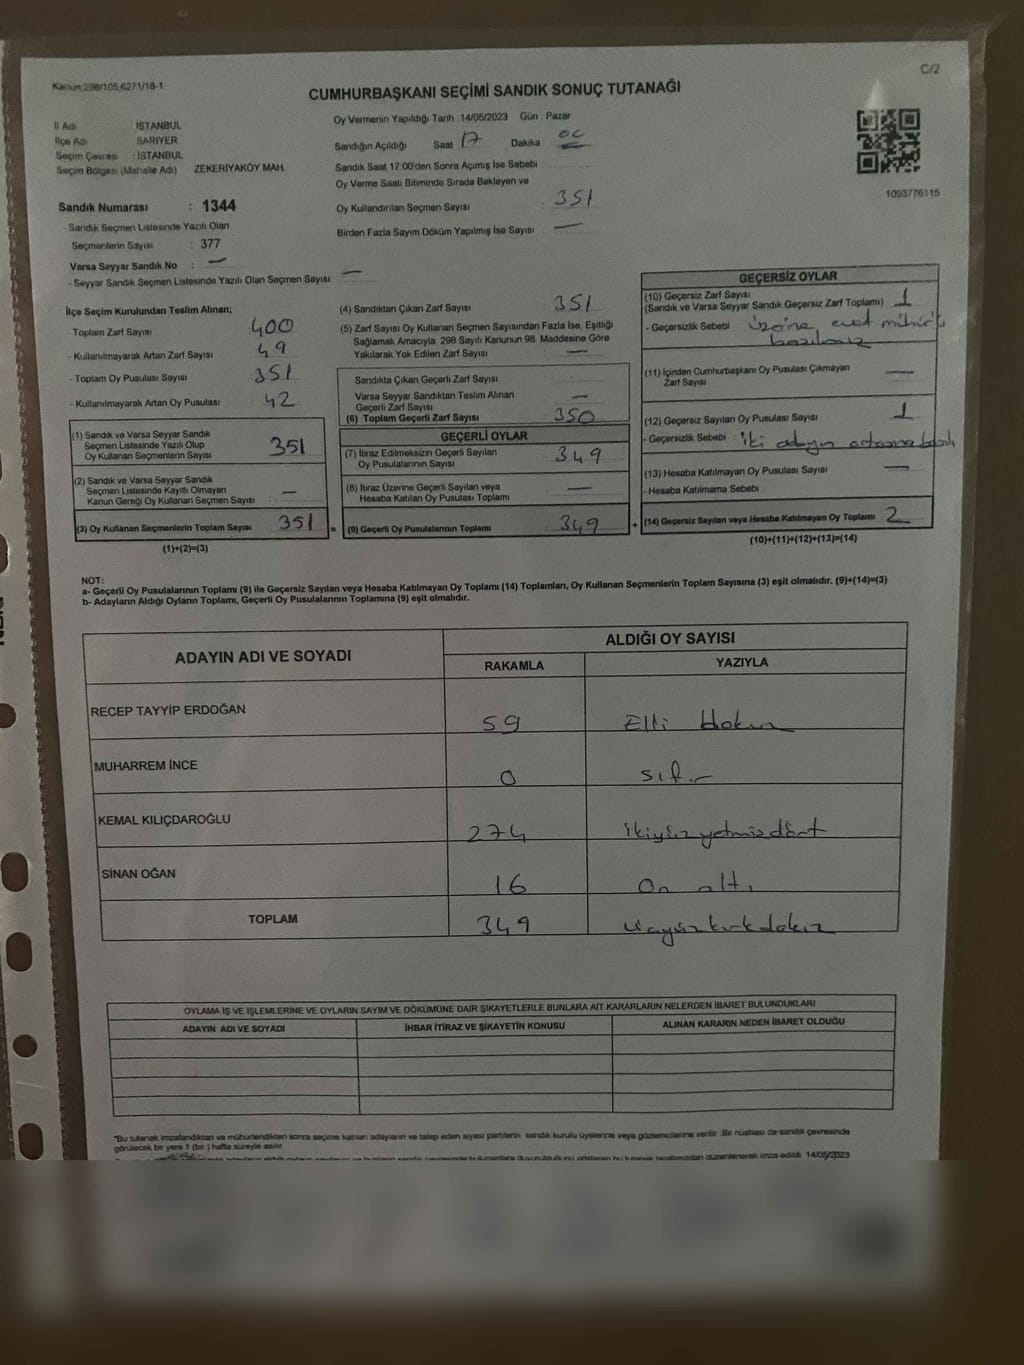 Kanun:298/105,6271/18-1
C/2
CUMHURBAŞKANI SEÇİMİ SANDIK SONUÇ TUTANAĞI
İl Adı : İSTANBUL
İlçe Adı : SARIYER
Seçim Çevresi : İSTANBUL
Seçim Bölgesi (Mahalle Adı) ZEKERİYAKÖY MAH.
Sandık Numarası : 1344
- Sandık Seçmen Listesinde Yazılı Olan
Seçmenlerin Sayısı : 377
Varsa Seyyar Sandık No : —
- Seyyar Sandık Seçmen Listesinde Yazılı Olan Seçmen Sayısı —
Oy Vermenin Yapıldığı Tarih :14/05/2023 Gün : Pazar
Sandığın Açıldığı Saat 17 Dakika 00
Sandık Saat 17:00'den Sonra Açımış İse Sebebi
Oy Verme Saati Bitiminde Sırada Bekleyen ve
Oy Kullandırılan Seçmen Sayısı : 351
Birden Fazla Sayım Döküm Yapılmış İse Sayısı : —
1093776115
İlçe Seçim Kurulundan Teslim Alınan;
- Toplam Zarf Sayısı : 400
- Kullanılmayarak Artan Zarf Sayısı : 49
- Toplam Oy Pusulası Sayısı : 351
- Kullanılmayarak Artan Oy Pusulası : 42
(1) Sandık ve Varsa Seyyar Sandık
Seçmen Listesinde Yazılı Olup
Oy Kullanan Seçmenlerin Sayısı : 351
(2) Sandık ve Varsa Seyyar Sandık
Seçmen Listesinde Kayıtlı Olmayan
Kanun Gereği Oy Kullanan Seçmen Sayısı : —
(3) Oy Kullanan Seçmenlerin Toplam Sayısı : 351
(1)+(2)=(3)
=
(4) Sandıktan Çıkan Zarf Sayısı : 351
(5) Zarf Sayısı Oy Kullanan Seçmen Sayısından Fazla İse, Eşitliği
Sağlamak Amacıyla, 298 Sayılı Kanunun 98. Maddesine Göre
Yakılarak Yok Edilen Zarf Sayısı : —
Sandıkta Çıkan Geçerli Zarf Sayısı :
Varsa Seyyar Sandıktan Teslim Alınan
Geçerli Zarf Sayısı : —
(6) Toplam Geçerli Zarf Sayısı : 350
GEÇERLİ OYLAR
(7) İtiraz Edilmeksizin Geçerli Sayılan
Oy Pusulalarının Sayısı : 349
(8) İtiraz Üzerine Geçerli Sayılan veya
Hesaba Katılan Oy Pusulası Toplamı : —
(9) Geçerli Oy Pusulalarının Toplamı : 349
+
GEÇERSİZ OYLAR
(10) Geçersiz Zarf Sayısı
(Sandık ve Varsa Seyyar Sandık Geçersiz Zarf Toplamı) : 1
- Geçersizlik Sebebi : üzerine evet mührü
(11) İçinden Cumhurbaşkanı Oy Pusulası Çıkmayan
Zarf Sayısı : —
(12) Geçersiz Sayılan Oy Pusulası Sayısı : 1
- Geçersizlik Sebebi : iki adayın ortasına
(13) Hesaba Katılmayan Oy Pusulası Sayısı : —
- Hesaba Katılmama Sebebi
(14) Geçersiz Sayılan veya Hesaba Katılmayan Oy Toplamı : 2
(10)+(11)+(12)+(13)=(14)
NOT:
a- Geçerli Oy Pusulalarının Toplamı (9) ile Geçersiz Sayılan veya Hesaba Katılmayan Oy Toplamı (14) Toplamları, Oy Kullanan Seçmenlerin Toplam Sayısına (3) eşit olmalıdır. (9)+(14)=(3)
b- Adayların Aldığı Oyların Toplamı, Geçerli Oy Pusulalarının Toplamına (9) eşit olmalıdır.
ADAYIN ADI VE SOYADI
ALDIĞI OY SAYISI
RAKAMLA YAZIYLA
RECEP TAYYİP ERDOĞAN 59 Elli dokuz
MUHARREM İNCE 0 sıfır
KEMAL KILIÇDAROĞLU 274 ikiyüzyetmişdört
SİNAN OĞAN 16 On altı
TOPLAM 349 üçyüzkırkdokuz
OYLAMA İŞ VE İŞLEMLERİNE VE OYLARIN SAYIM VE DÖKÜMÜNE DAİR ŞİKAYETLERLE BUNLARA AİT KARARLARIN NELERDEN İBARET BULUNDUKLARI
ADAYIN ADI VE SOYADI İHBAR İTİRAZ VE ŞİKAYETİN KONUSU ALINAN KARARIN NEDEN İBARET OLDUĞU
"Bu tutanak imzalandıktan ve mühürlendikten sonra seçime katılan adayların ve talep eden siyasi partilerin sandık kurulu üyelerine veya gözlemcilerine verilir. Bir nüshası da sandık çevresinde
görülecek bir yere 1 (bir) hafta süreyle asılır.
bu tutanak tarafımızdan düzenlenerek imza edildi. 14/05/2023